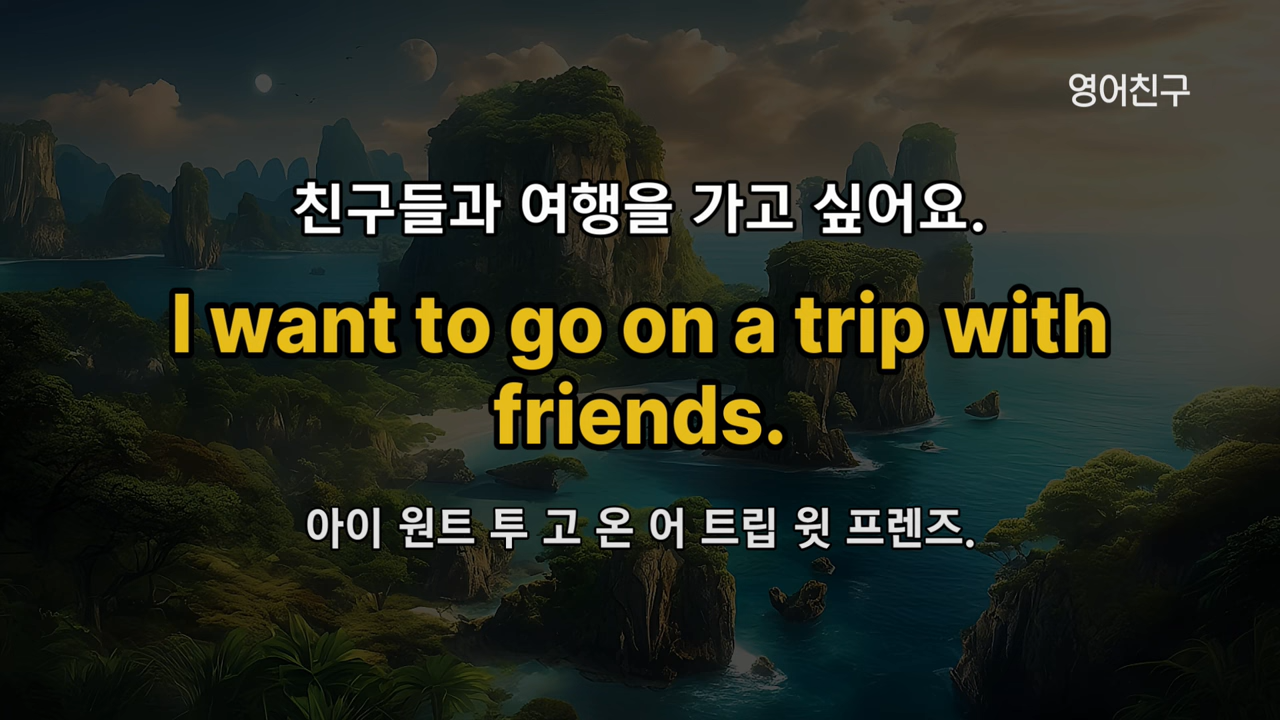 영어친구
친구들과 여행을 가고 싶어요.
I want to go on a trip with
friends.
아이 원트 투 고 온 어 트립 윗 프렌즈.